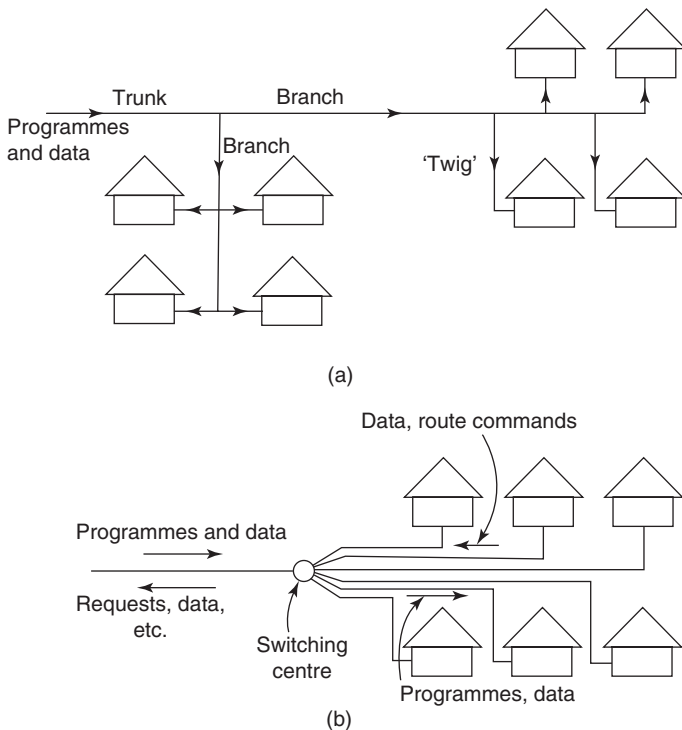 Trunk
Branch
Programmes
and data
Branch
'Twig'
(a)
Data, route commands
Programmes and data
Requests, data,
etc.
Switching
centre
Programmes, data
(b)